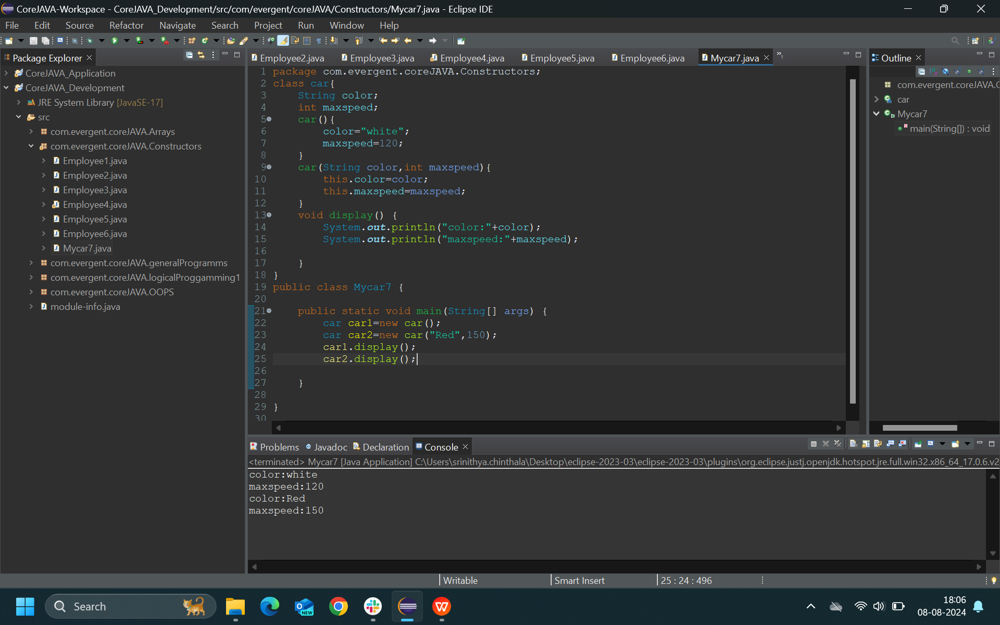 CoreJAVA-Workspace - CoreJAVA_Development/src/com/evergent/coreJAVA/Constructors/Mycar7.java - Eclipse IDE
File Edit Source Refactor Navigate Search Project Run Window Help
Package Explorer
CoreJAVA_Application
CoreJAVA_Development
JRE System Library [JavaSE-17]
src
com.evergent.coreJAVA.Arrays
com.evergent.coreJAVA.Constructors
Employee1.java
Employee2.java
Employee3.java
Employee4.java
Employee5.java
Employee6.java
Mycar7.java
com.evergent.coreJAVA.generalProgramms
com.evergent.coreJAVA.logicalProggamming1
com.evergent.coreJAVA.OOPS
module-info.java
Employee2.java Employee3.java Employee4.java Employee5.java Employee6.java Mycar7.java »1
1 package com.evergent.coreJAVA.Constructors;
2 class car{
3 String color;
4 int maxspeed;
5 car(){
6 color="white";
7 maxspeed=120;
8 }
9 car(String color,int maxspeed){
10 this.color=color;
11 this.maxspeed=maxspeed;
12 }
13 void display() {
14 System.out.println("color:"+color);
15 System.out.println("maxspeed:"+maxspeed);
16
17 }
18 }
19 public class Mycar7 {
20
21 public static void main(String[] args) {
22 car car1=new car();
23 car car2=new car("Red",150);
24 car1.display();
25 car2.display();
26
27 }
28
29 }
30
Outline
com.evergent.coreJAVA.C
car
Mycar7
main(String[]) : void
Problems Javadoc Declaration Console
<terminated> Mycar7 [Java Application] C:\Users\srinithya.chinthala\Desktop\eclipse-2023-03\eclipse-2023-03\plugins\org.eclipse.justj.openjdk.hotspot.jre.full.win32.x86_64_17.0.6.v2
color:white
maxspeed:120
color:Red
maxspeed:150
Writable Smart Insert 25 : 24 : 496
Search
NEW
18:06
08-08-2024